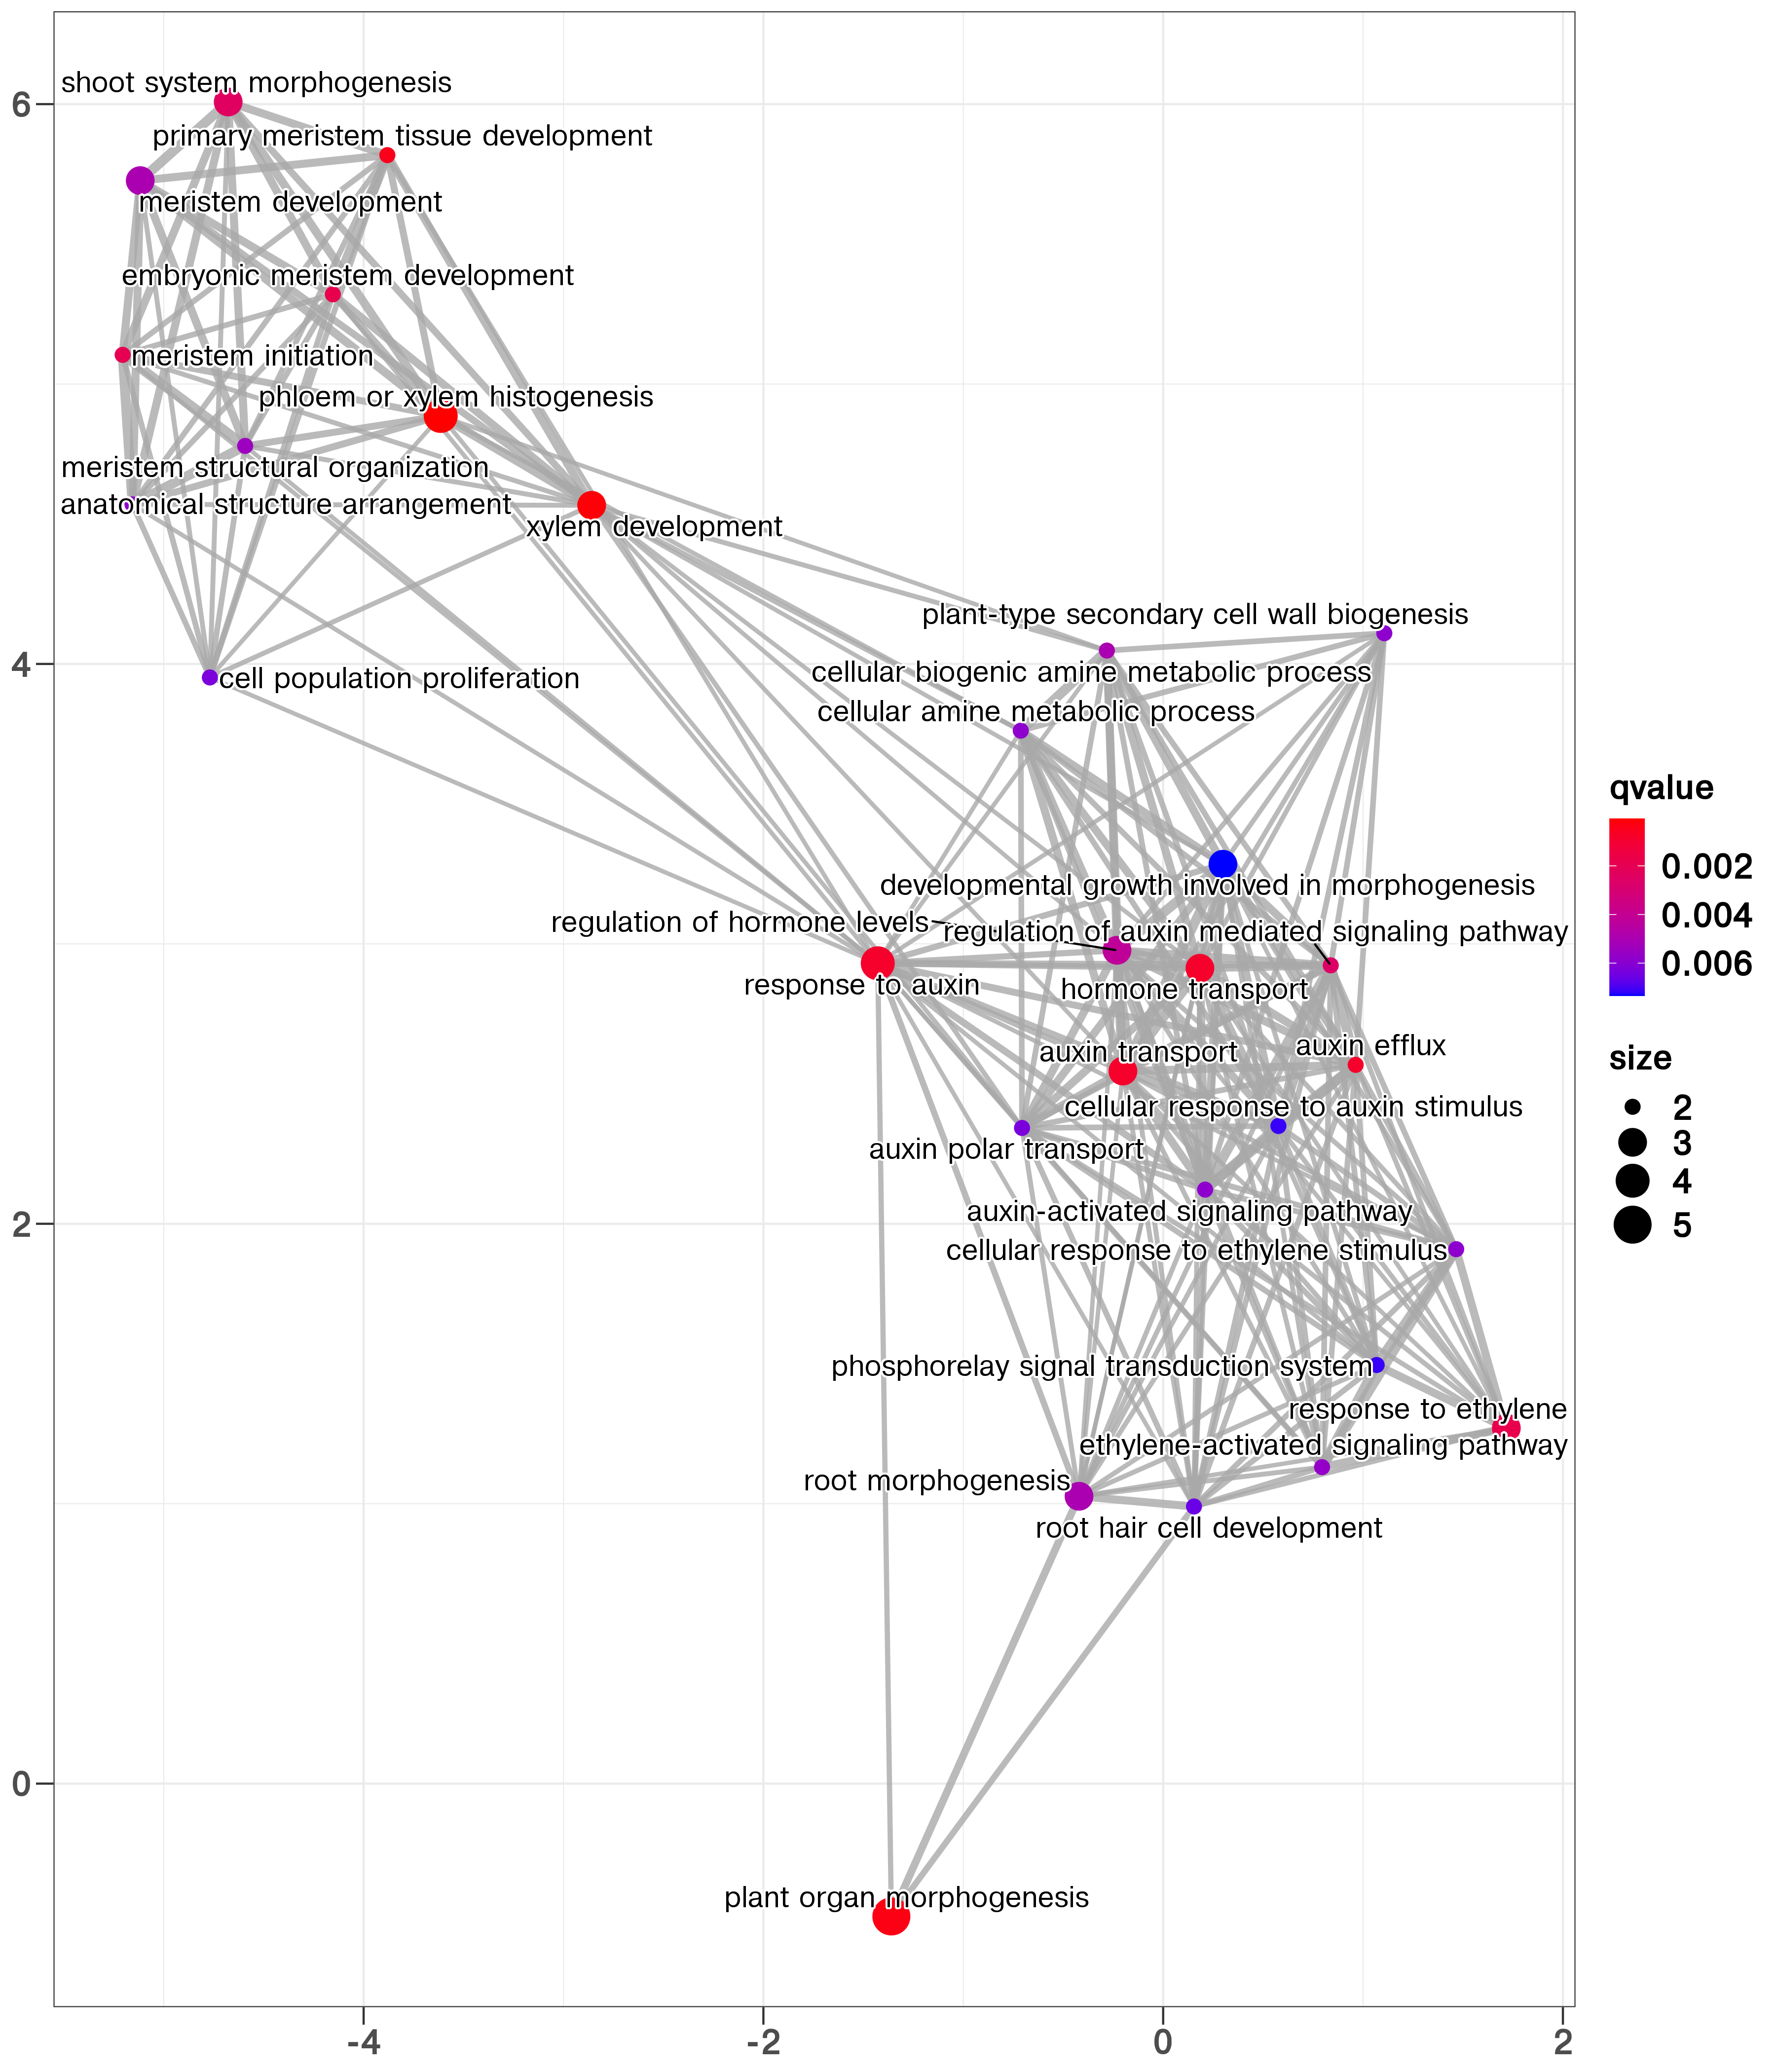 shoot system morphogenesis
6
primary meristem tissue development
meristem development
embryonic meristem development
meristem initiation
phloem or xylem histogenesis
meristem structural organization
anatomical structure arrangement
xylem development
plant-type secondary cell wall biogenesis
4
cellular biogenic amine metabolic process
cell population proliferation
cellular amine metabolic process
qvalue
0.002
0.004
0.006
developmental growth involved in morphogenesis
regulation of hormone levels
regulation of auxin mediated signaling pathway
response to auxin
hormone transport
auxin transport
auxin efflux
size
2
3
4
5
cellular response to auxin stimulus
auxin polar transport
auxin-activated signaling pathway
2
cellular response to ethylene stimulus
phosphorelay signal transduction system
response to ethylene
ethylene-activated signaling pathway
root morphogenesis
root hair cell development
0
plant organ morphogenesis
-4
-2
0
2